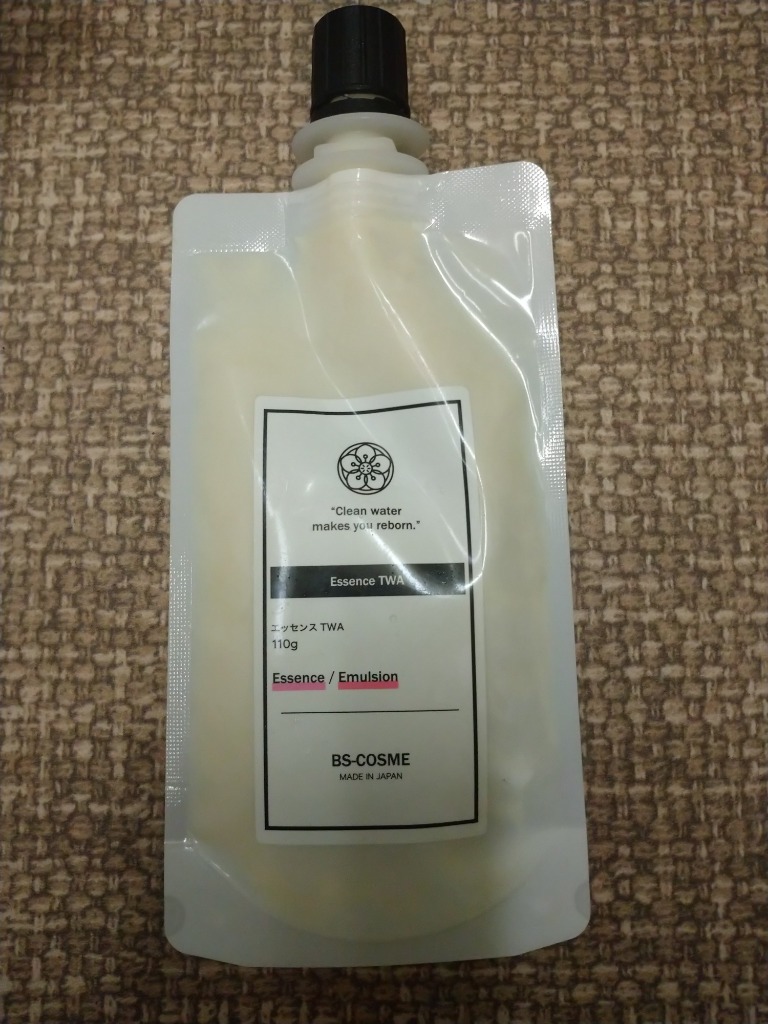 “Clean water
makes you reborn.”
Essence TWA
エッセンス TWA
110g
Essence / Emulsion
BS-COSME
MADE IN JAPAN